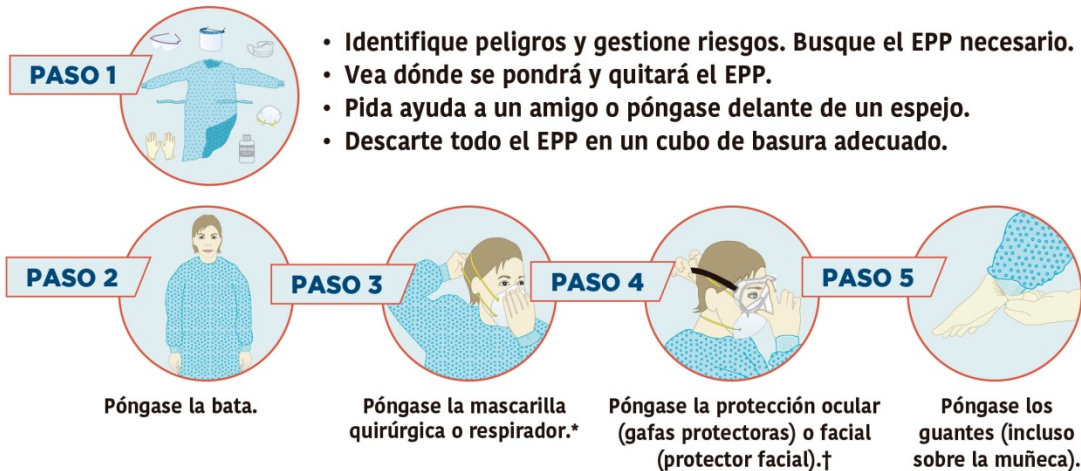 PASO 1
• Identifique peligros y gestione riesgos. Busque el EPP necesario.
• Vea dónde se pondrá y quitará el EPP.
• Pida ayuda a un amigo o póngase delante de un espejo.
• Descarte todo el EPP en un cubo de basura adecuado.
PASO 2
Póngase la bata.
PASO 3
Póngase la mascarilla
quirúrgica o respirador.*
PASO 4
Póngase la protección ocular
(gafas protectoras) o facial
(protector facial).†
PASO 5
Póngase los
guantes (incluso
sobre la muñeca).